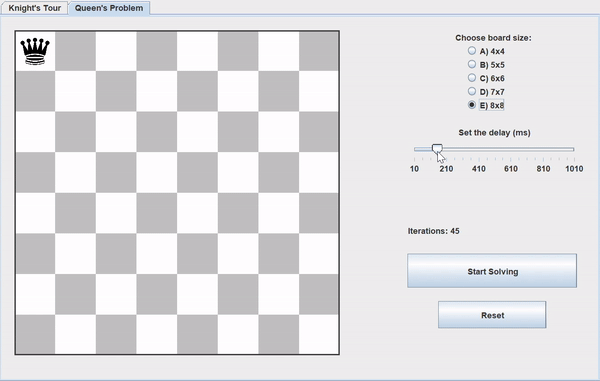 Knight's Tour
Queen's Problem
Choose board size:
A) 4x4
B) 5x5
C) 6x6
D) 7x7
E) 8x8
Set the delay (ms)
10 210 410 610 810 1010
Iterations: 45
Start Solving
Reset